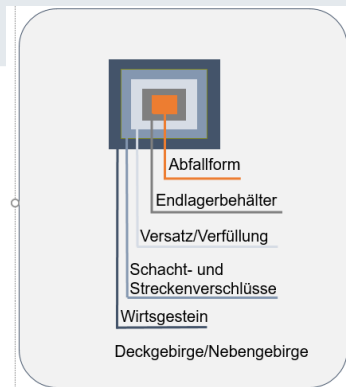 Abfallform
Endlagerbehälter
Versatz/Verfüllung
Schacht- und
Streckenverschlüsse
Wirtsgestein
Deckgebirge/Nebengebirge